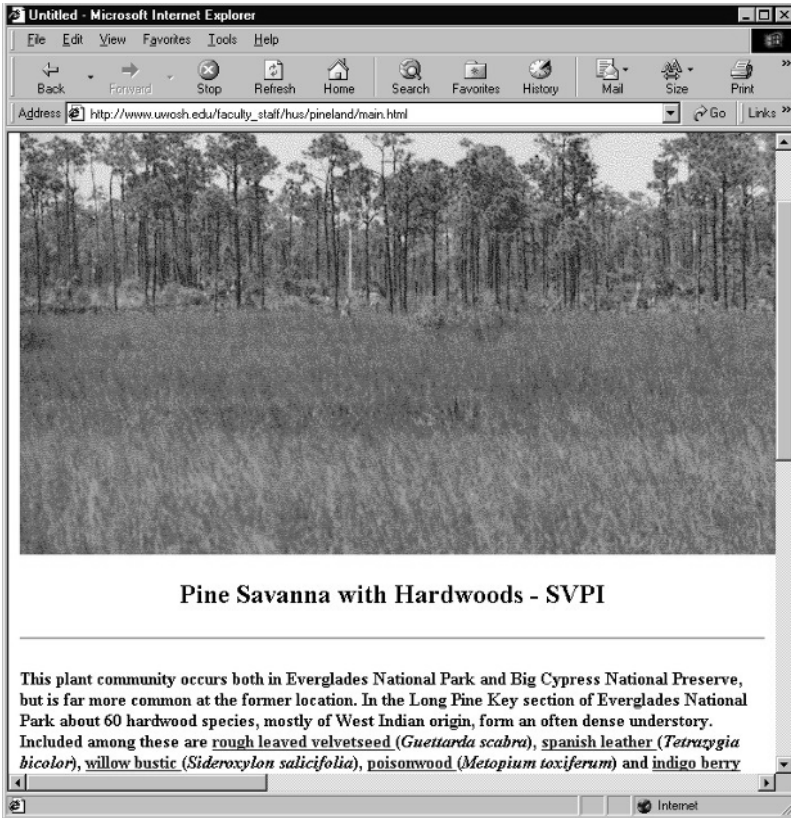 Untitled - Microsoft Internet Explorer
File Edit View Favorites Tools Help
Back Forward Stop Refresh Home Search Favorites History Mail Size Print »
Address http://www.uwosh.edu/faculty_staff/hus/pineland/main.html Go Links »
Pine Savanna with Hardwoods - SVPI
This plant community occurs both in Everglades National Park and Big Cypress National Preserve,
but is far more common at the former location. In the Long Pine Key section of Everglades National
Park about 60 hardwood species, mostly of West Indian origin, form an often dense understory.
Included among these are rough leaved velvetseed (Guettarda scabra), spanish leather (Tetrazygia
bicolor), willow bustic (Sideroxylon salicifolia), poisonwood (Metopium toxiferum) and indigo berry
Internet